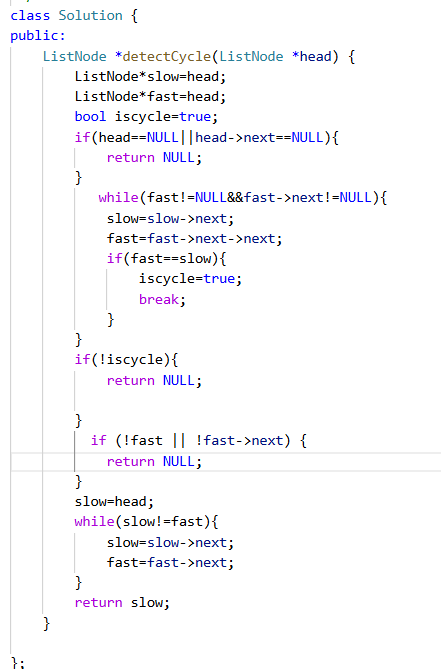 class Solution {
public:
    ListNode *detectCycle(ListNode *head) {
        ListNode*slow=head;
        ListNode*fast=head;
        bool iscycle=true;
        if(head==NULL||head->next==NULL){
            return NULL;
        }
           while(fast!=NULL&&fast->next!=NULL){
            slow=slow->next;
            fast=fast->next->next;
            if(fast==slow){
                iscycle=true;
                break;
            }
        }
        if(!iscycle){
            return NULL;

        }
          if (!fast || !fast->next) {
            return NULL;
        }
        slow=head;
        while(slow!=fast){
            slow=slow->next;
            fast=fast->next;
        }
        return slow;
    }

};